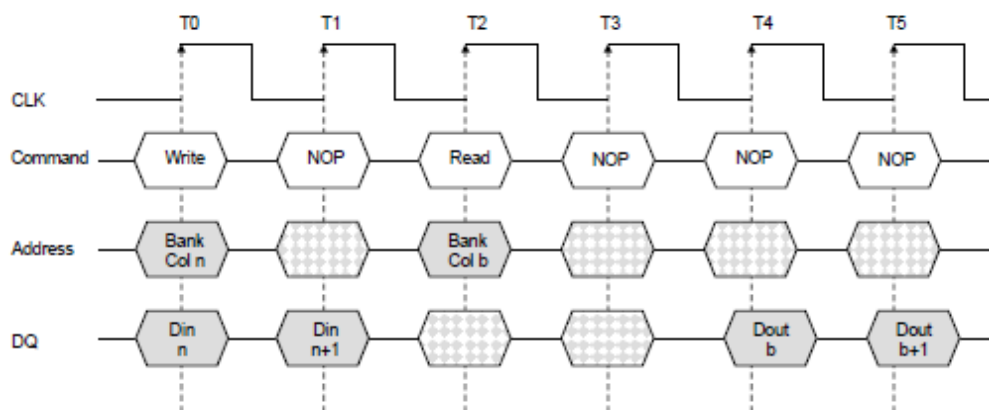 T0 T1 T2 T3 T4 T5
CLK
Command Write NOP Read NOP NOP NOP
Address Bank Col n Bank Col b
DQ Din n Din n+1 Dout b Dout b+1